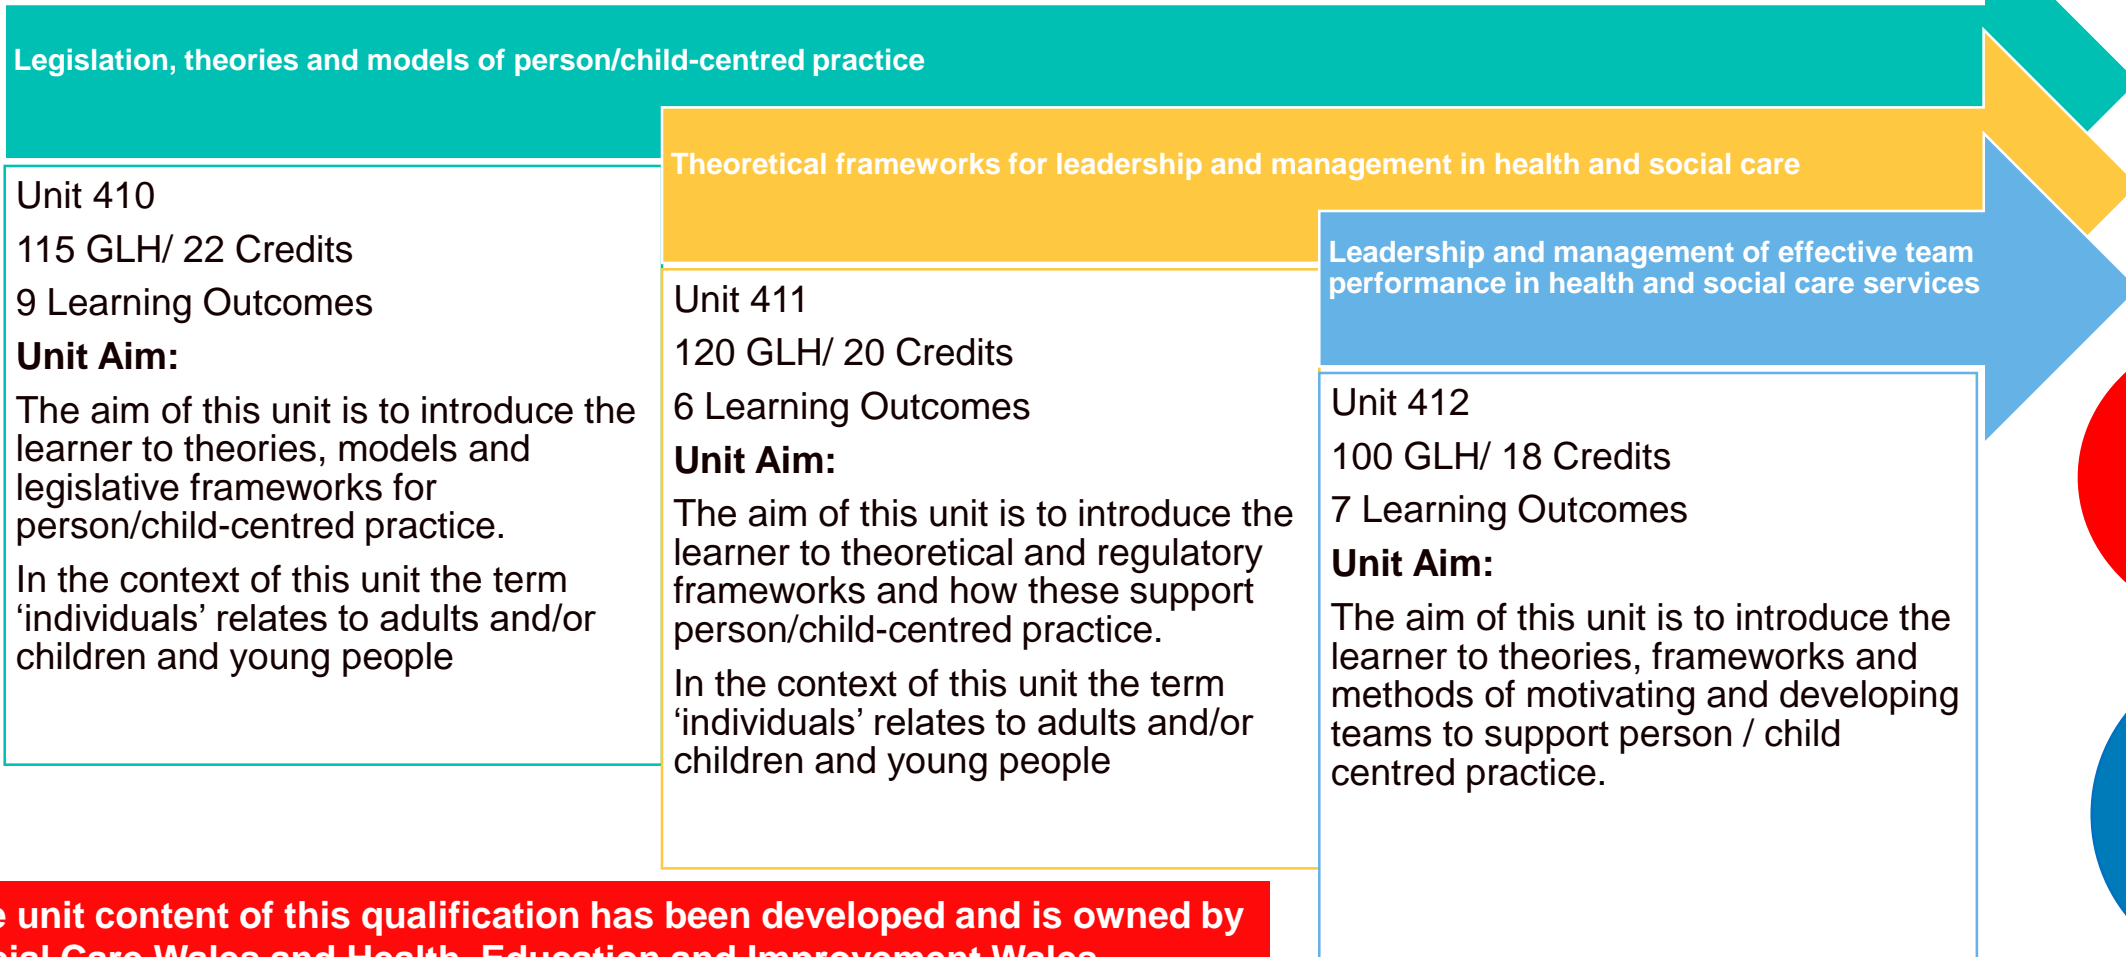 Legislation, theories and models of person/child-centred practice
Unit 410
115 GLH/ 22 Credits
9 Learning Outcomes
Unit Aim:
The aim of this unit is to introduce the
learner to theories, models and
legislative frameworks for
person/child-centred practice.
In the context of this unit the term
‘individuals’ relates to adults and/or
children and young people
Theoretical frameworks for leadership and management in health and social care
Unit 411
120 GLH/ 20 Credits
6 Learning Outcomes
Unit Aim:
The aim of this unit is to introduce the
learner to theoretical and regulatory
frameworks and how these support
person/child-centred practice.
In the context of this unit the term
‘individuals’ relates to adults and/or
children and young people
Leadership and management of effective team
performance in health and social care services
Unit 412
100 GLH/ 18 Credits
7 Learning Outcomes
Unit Aim:
The aim of this unit is to introduce the
learner to theories, frameworks and
methods of motivating and developing
teams to support person / child
centred practice.
unit content of this qualification has been developed and is owned by
Care Wales and Health, Education and Improvement Wales